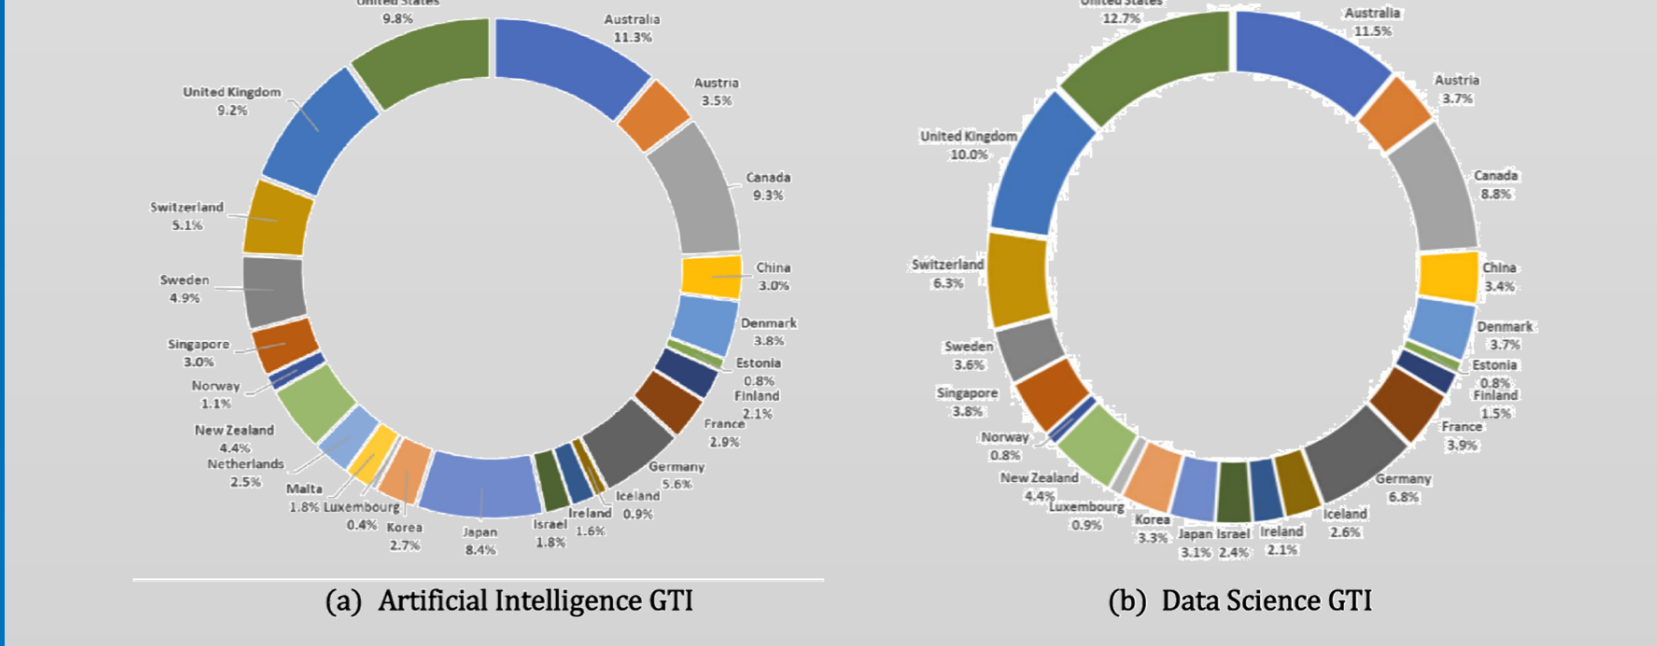 United States
9.8%
Australia
11.3%
Austria
3.5%
Canada
9.3%
China
3.0%
Denmark
3.8%
Estonia
0.8%
Finland
2.1%
France
2.9%
Germany
5.6%
Iceland
0.9%
Ireland
1.6%
Israel
1.8%
Japan
8.4%
Korea
2.7%
Luxembourg
0.4%
Malta
1.8%
Netherlands
2.5%
New Zealand
4.4%
Norway
1.1%
Singapore
3.0%
Sweden
4.9%
Switzerland
5.1%
United Kingdom
9.2%
(a) Artificial Intelligence GTI
United States
12.7%
Australia
11.5%
Austria
3.7%
Canada
8.8%
China
3.4%
Denmark
3.7%
Estonia
0.8%
Finland
1.5%
France
3.9%
Germany
6.8%
Iceland
2.6%
Ireland
2.1%
Israel
2.4%
Japan
3.1%
Korea
3.3%
Luxembourg
0.9%
New Zealand
4.4%
Norway
0.8%
Singapore
3.8%
Sweden
3.6%
Switzerland
6.3%
United Kingdom
10.0%
(b) Data Science GTI